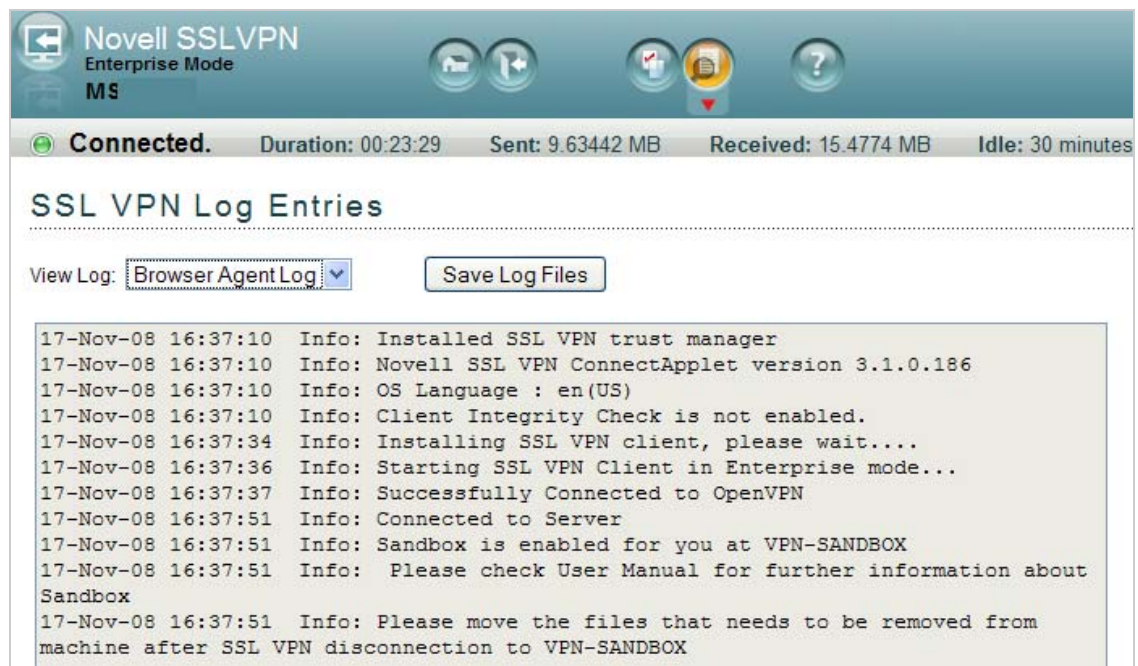 Novell SSLVPN
Enterprise Mode
MS
Connected. Duration: 00:23:29 Sent: 9.63442 MB Received: 15.4774 MB Idle: 30 minutes
SSL VPN Log Entries
View Log: Browser Agent Log Save Log Files
17-Nov-08 16:37:10 Info: Installed SSL VPN trust manager
17-Nov-08 16:37:10 Info: Novell SSL VPN ConnectApplet version 3.1.0.186
17-Nov-08 16:37:10 Info: OS Language : en(US)
17-Nov-08 16:37:10 Info: Client Integrity Check is not enabled.
17-Nov-08 16:37:34 Info: Installing SSL VPN client, please wait....
17-Nov-08 16:37:36 Info: Starting SSL VPN Client in Enterprise mode...
17-Nov-08 16:37:37 Info: Successfully Connected to OpenVPN
17-Nov-08 16:37:51 Info: Connected to Server
17-Nov-08 16:37:51 Info: Sandbox is enabled for you at VPN-SANDBOX
17-Nov-08 16:37:51 Info: Please check User Manual for further information about
Sandbox
17-Nov-08 16:37:51 Info: Please move the files that needs to be removed from
machine after SSL VPN disconnection to VPN-SANDBOX